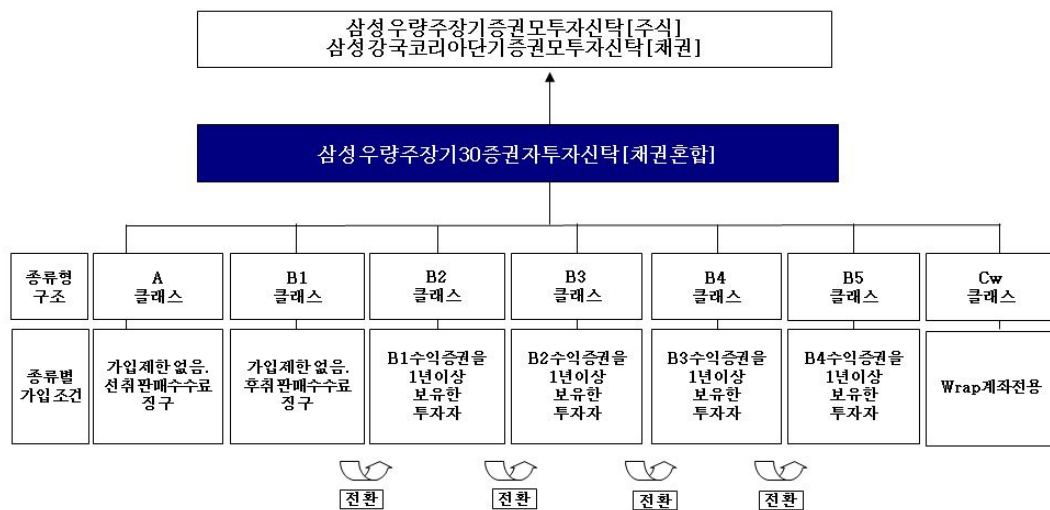 삼성우량주장기증권모투자신탁[주식]
삼성강국코리아단기증권모투자신탁[채권]
삼성우량주장기30증권자투자신탁[채권혼합]
종류형
구조
A
클래스
B1
클래스
B2
클래스
B3
클래스
B4
클래스
B5
클래스
Cw
클래스
종류별
가입조건
가입제한없음.
선취판매수수료
징구
가입제한없음.
후취판매수수료
징구
B1수익증권을
1년이상
보유한
투자자
B2수익증권을
1년이상
보유한
투자자
B3수익증권을
1년이상
보유한
투자자
B4수익증권을
1년이상
보유한
투자자
Wrap계좌전용
전환
전환
전환
전환